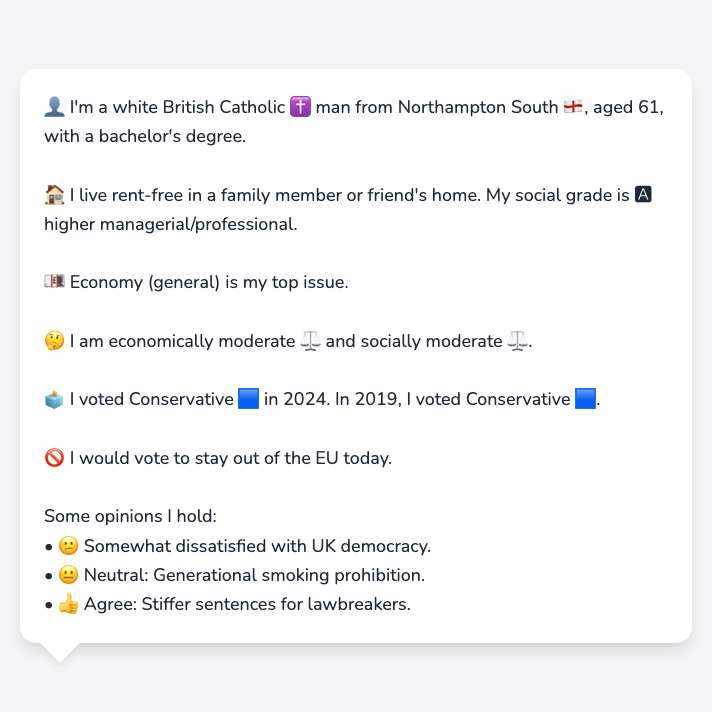 👤 I'm a white British Catholic ✝️ man from Northampton South 🏴󠁧󠁢󠁥󠁮󠁧󠁿, aged 61,
with a bachelor's degree.
🏠 I live rent-free in a family member or friend's home. My social grade is 🅰
higher managerial/professional.
💷 Economy (general) is my top issue.
🤔 I am economically moderate ⚖️ and socially moderate ⚖️.
🗳️ I voted Conservative 🟦 in 2024. In 2019, I voted Conservative 🟦.
🚫 I would vote to stay out of the EU today.
Some opinions I hold:
• 😕 Somewhat dissatisfied with UK democracy.
• 😐 Neutral: Generational smoking prohibition.
• 👍 Agree: Stiffer sentences for lawbreakers.